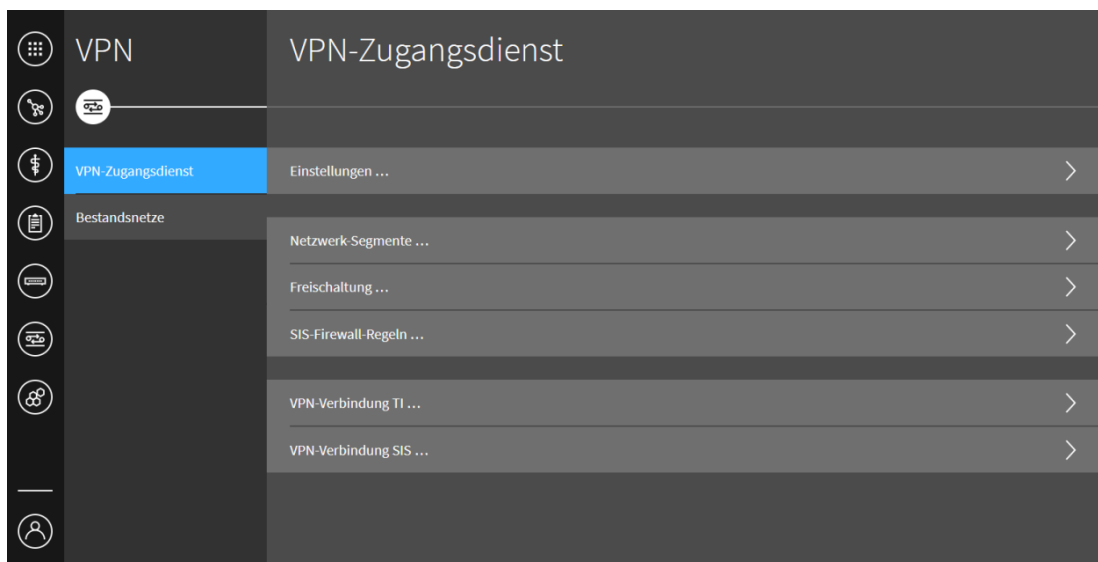 VPN
VPN-Zugangsdienst
VPN-Zugangsdienst
Bestandsnetze
Einstellungen ...
Netzwerk-Segmente ...
Freischaltung ...
SIS-Firewall-Regeln ...
VPN-Verbindung TI ...
VPN-Verbindung SIS ...